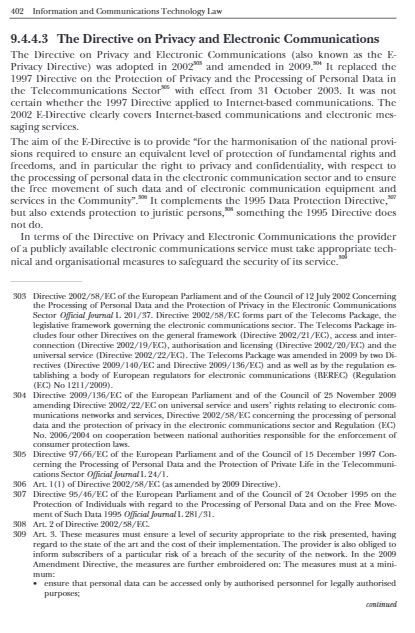 402 Information and Communications Technology Law
9.4.4.3 The Directive on Privacy and Electronic Communications
The Directive on Privacy and Electronic Communications (also known as the E-
Privacy Directive) was adopted in 2002303 and amended in 2009.304 It replaced the
1997 Directive on the Protection of Privacy and the Processing of Personal Data in
the Telecommunications Sector305 with effect from 31 October 2003. It was not
certain whether the 1997 Directive applied to Internet-based communications. The
2002 E-Directive clearly covers Internet-based communications and electronic mes-
saging services.
The aim of the E-Directive is to provide “for the harmonisation of the national provi-
sions required to ensure an equivalent level of protection of fundamental rights and
freedoms, and in particular the right to privacy and confidentiality, with respect to
the processing of personal data in the electronic communication sector and to ensure
the free movement of such data and of electronic communication equipment and
services in the Community”.306 It complements the 1995 Data Protection Directive,307
but also extends protection to juristic persons,308 something the 1995 Directive does
not do.
In terms of the Directive on Privacy and Electronic Communications the provider
of a publicly available electronic communications service must take appropriate tech-
nical and organisational measures to safeguard the security of its service.309
303 Directive 2002/58/EC of the European Parliament and of the Council of 12 July 2002 Concerning
the Processing of Personal Data and the Protection of Privacy in the Electronic Communications
Sector Official Journal L 201/37. Directive 2002/58/EC forms part of the Telecoms Package, the
legislative framework governing the electronic communications sector. The Telecoms Package in-
cludes four other Directives on the general framework (Directive 2002/21/EC), access and inter-
connection (Directive 2002/19/EC), authorisation and licensing (Directive 2002/20/EC) and the
universal service (Directive 2002/22/EC). The Telecoms Package was amended in 2009 by two Di-
rectives (Directive 2009/140/EC and Directive 2009/136/EC) and as well as by the regulation es-
tablishing a body of European regulators for electronic communications (BEREC) (Regulation
(EC) No 1211/2009).
304 Directive 2009/136/EC of the European Parliament and of the Council of 25 November 2009
amending Directive 2002/22/EC on universal service and users’ rights relating to electronic com-
munications networks and services, Directive 2002/58/EC concerning the processing of personal
data and the protection of privacy in the electronic communications sector and Regulation (EC)
No. 2006/2004 on cooperation between national authorities responsible for the enforcement of
consumer protection laws.
305 Directive 97/66/EC of the European Parliament and of the Council of 15 December 1997 Con-
cerning the Processing of Personal Data and the Protection of Private Life in the Telecommuni-
cations Sector Official Journal L 24/1.
306 Art. 1(1) of Directive 2002/58/EC (as amended by 2009 Directive).
307 Directive 95/46/EC of the European Parliament and of the Council of 24 October 1995 on the
Protection of Individuals with regard to the Processing of Personal Data and on the Free Move-
ment of Such Data 1995 Official Journal L 281/31.
308 Art. 2 of Directive 2002/58/EC.
309 Art. 3. These measures must ensure a level of security appropriate to the risk presented, having
regard to the state of the art and the cost of their implementation. The provider is also obliged to
inform subscribers of a particular risk of a breach of the security of the network. In the 2009
Amendment Directive, the measures are further embroidered on: The measures must at a mini-
mum:
• ensure that personal data can be accessed only by authorised personnel for legally authorised
purposes;
continued